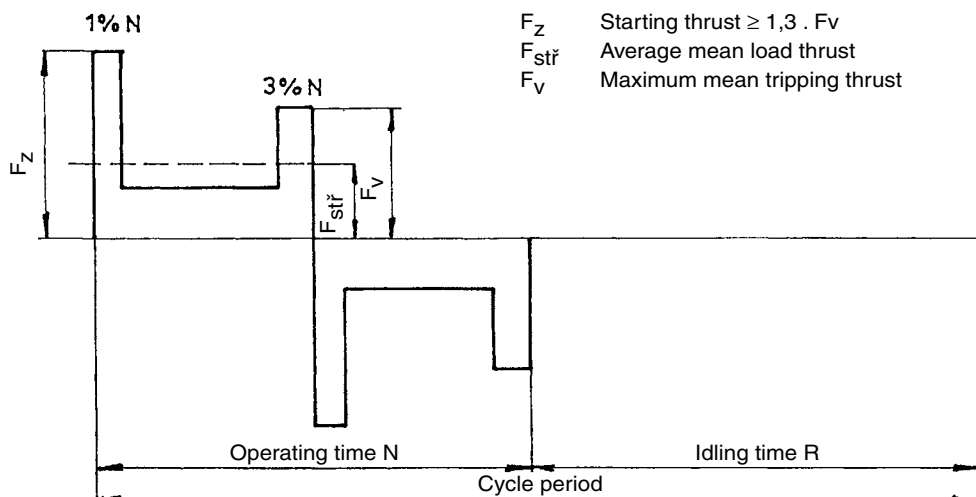 1% N
F_z Starting thrust ≥ 1,3 . Fv
F_stř Average mean load thrust
F_v Maximum mean tripping thrust
3% N
F_z
F_stř
F_v
Operating time N
Idling time R
Cycle period